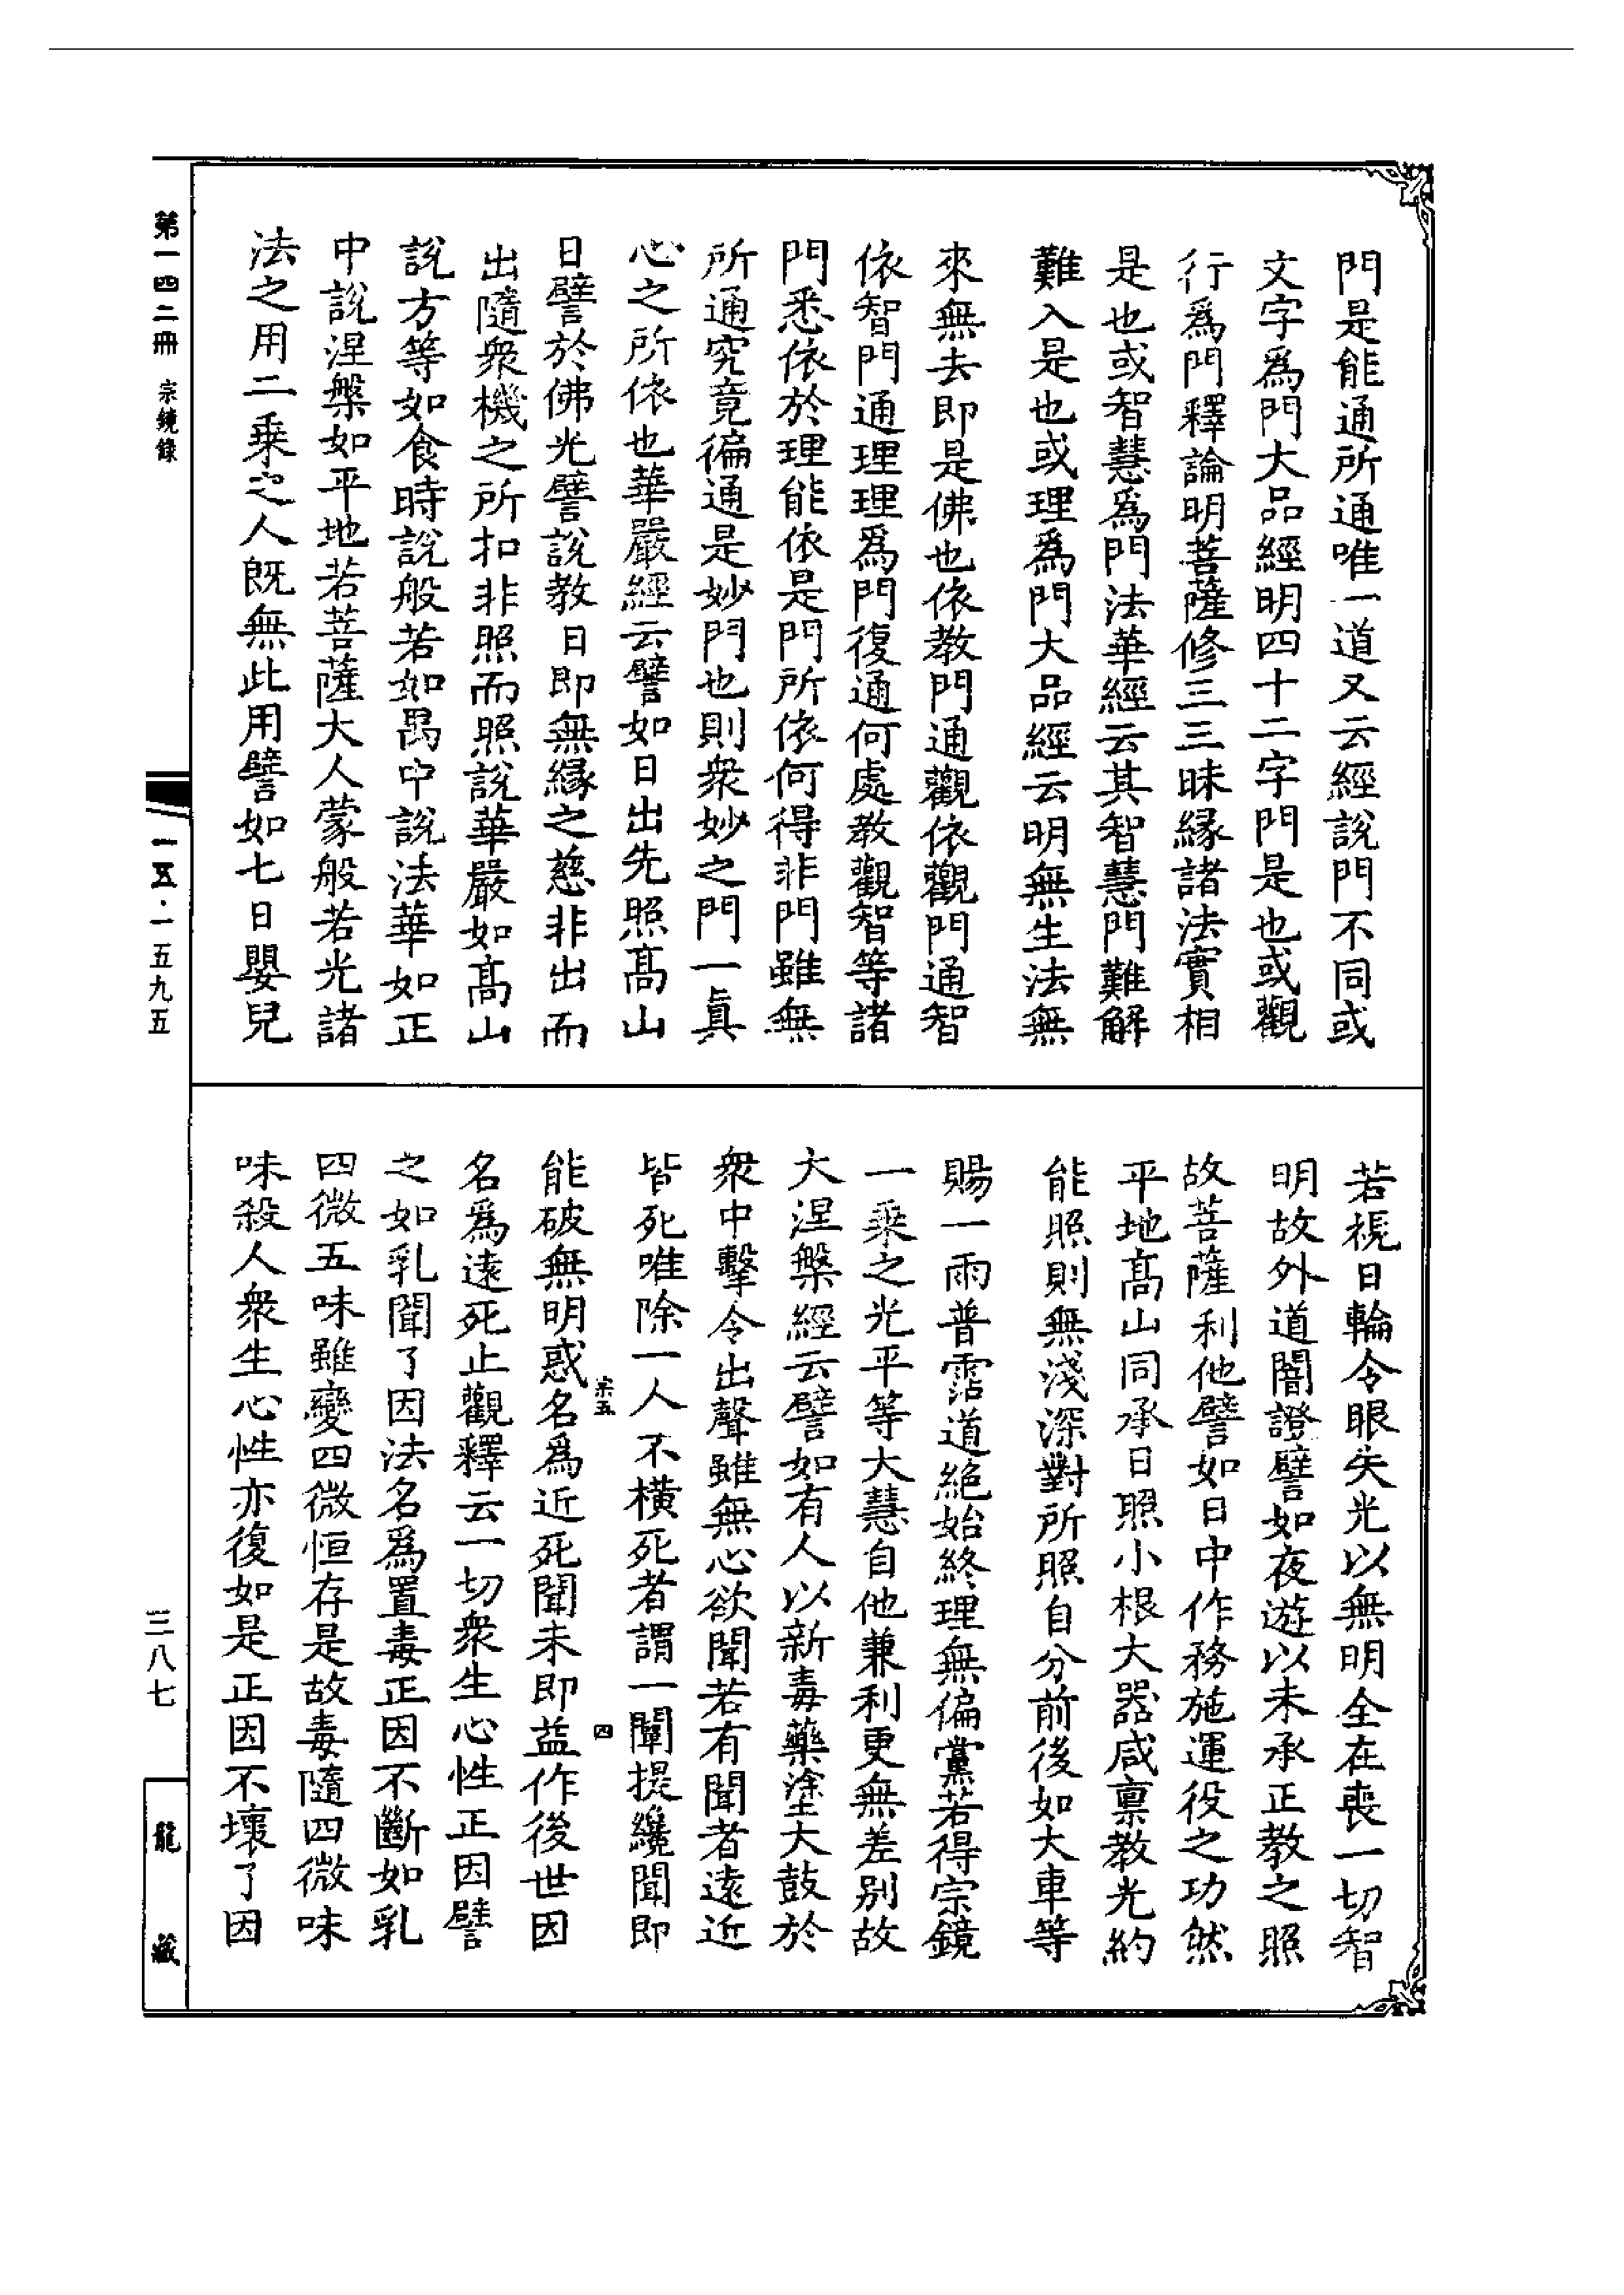 門是能通所通唯一道又云經說門不同或
文字爲門大品經明四十二字門是也或觀
行爲門釋論明菩薩修三三昧緣諸法實相
是也或智慧爲門法華經云其智慧門難解
難入是也或理爲門大品經云明無生法無
來無去即是佛也依教門通觀依觀門通智
依智門通理理爲門復通何處教觀智等諸
門悉依於理能依是門所依何得非門雖無
所通究竟徧通是妙門也則衆妙之門一真
心之所依也華嚴經云譬如日出先照高山
日譬於佛光譬說教日即無緣之慈非出而
出隨衆機之所扣非照而照說華嚴如高山
說方等如食時說般若如禺中說法華如正
中說涅槃如平地若菩薩大人蒙般若光諸
法之用二乘之人既無此用譬如七日嬰兒
若視日輪令眼失光以無明全在喪一切智
明故外道闇證譬如夜遊以未承正教之照
故菩薩利他譬如日中作務施運役之功然
平地高山同承日照小根大器咸禀教光約
能照則無淺深對所照自分前後如大車等
賜一雨普霑道絕始終理無偏黨若得宗鏡
一乘之光平等大慧自他兼利更無差別故
大涅槃經云譬如有人以新毒藥塗大鼓於
衆中擊令出聲雖無心欲聞若有聞者遠近
皆死唯除一人不橫死者謂一闡提纔聞即
宗五 四
能破無明惑名爲近死聞未即益作後世因
名爲遠死止觀釋云一切衆生心性正因譬
之如乳聞了因法名爲置毒正因不斷如乳
四微五味雖變四微恒存是故毒隨四微味
味殺人衆生心性亦復如是正因不壞了因
第一四二冊 宗鏡錄
一五·一五九五
三八七
龍藏